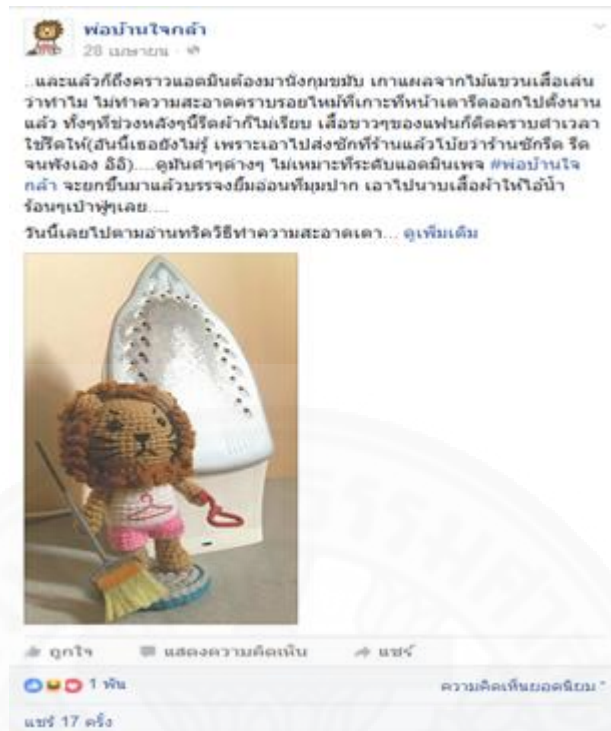 พ่อบ้านใจกล้า
28 เมษายน
..และแล้วก็ถึงคราวแอดมินต้องมานั่งกุมขมับ เกาแผลจากไม้แขวนเสื้อเล่น
ว่าทำไม ไม่ทำความสะอาดคราบรอยไหม้ที่เกาะที่หน้าเตารีดออกไปตั้งนาน
แล้ว ทั้งๆที่ช่วงหลังๆนี้รีดผ้าก็ไม่เรียบ เสื้อขาวๆของแฟนก็ติดคราบดำเวลา
ใช้รีดให้(อันนี้เธอยังไม่รู้ เพราะเอาไปส่งซักที่ร้านแล้วโบ้ยว่าร้านซักรีด รีด
จนพังเอง อิอิ)....ดูมันดำๆด่างๆ ไม่เหมาะที่ระดับแอดมินเพจ #พ่อบ้านใจ
กล้า จะยกขึ้นมาแล้วบรรจงยิ้มอ่อนที่มุมปาก เอาไปนาบเสื้อผ้าให้ไอน้ำ
ร้อนๆเป่าฟู่ๆเลย....
วันนี้เลยไปตามอ่านทริควิธีทำความสะอาดเตา... ดูเพิ่มเติม
ถูกใจ แสดงความคิดเห็น แชร์
1 พัน ความคิดเห็นยอดนิยม
แชร์ 17 ครั้ง